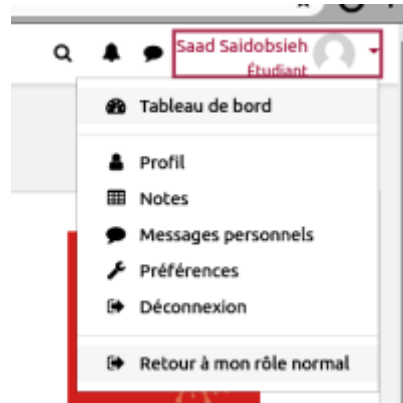 Saad Saidobsieh
Étudiant
Tableau de bord
Profil
Notes
Messages personnels
Préférences
Déconnexion
Retour à mon rôle normal